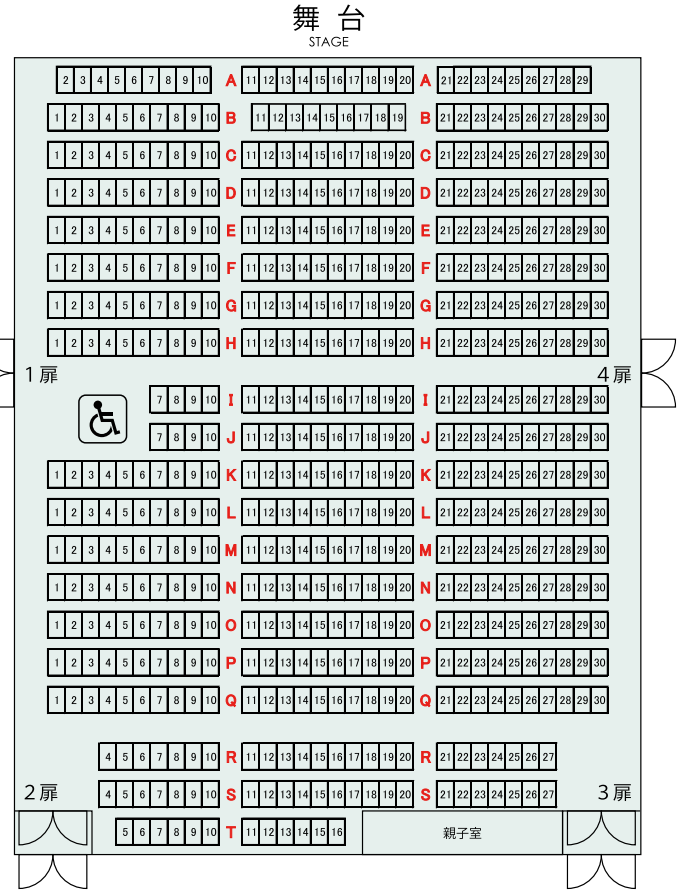 舞台
STAGE
2 3 4 5 6 7 8 9 10 A 11 12 13 14 15 16 17 18 19 20 A 21 22 23 24 25 26 27 28 29
1 2 3 4 5 6 7 8 9 10 B 11 12 13 14 15 16 17 18 19 B 21 22 23 24 25 26 27 28 29 30
1 2 3 4 5 6 7 8 9 10 C 11 12 13 14 15 16 17 18 19 20 C 21 22 23 24 25 26 27 28 29 30
1 2 3 4 5 6 7 8 9 10 D 11 12 13 14 15 16 17 18 19 20 D 21 22 23 24 25 26 27 28 29 30
1 2 3 4 5 6 7 8 9 10 E 11 12 13 14 15 16 17 18 19 20 E 21 22 23 24 25 26 27 28 29 30
1 2 3 4 5 6 7 8 9 10 F 11 12 13 14 15 16 17 18 19 20 F 21 22 23 24 25 26 27 28 29 30
1 2 3 4 5 6 7 8 9 10 G 11 12 13 14 15 16 17 18 19 20 G 21 22 23 24 25 26 27 28 29 30
1 2 3 4 5 6 7 8 9 10 H 11 12 13 14 15 16 17 18 19 20 H 21 22 23 24 25 26 27 28 29 30
1扉 4扉
7 8 9 10 I 11 12 13 14 15 16 17 18 19 20 I 21 22 23 24 25 26 27 28 29 30
7 8 9 10 J 11 12 13 14 15 16 17 18 19 20 J 21 22 23 24 25 26 27 28 29 30
1 2 3 4 5 6 7 8 9 10 K 11 12 13 14 15 16 17 18 19 20 K 21 22 23 24 25 26 27 28 29 30
1 2 3 4 5 6 7 8 9 10 L 11 12 13 14 15 16 17 18 19 20 L 21 22 23 24 25 26 27 28 29 30
1 2 3 4 5 6 7 8 9 10 M 11 12 13 14 15 16 17 18 19 20 M 21 22 23 24 25 26 27 28 29 30
1 2 3 4 5 6 7 8 9 10 N 11 12 13 14 15 16 17 18 19 20 N 21 22 23 24 25 26 27 28 29 30
1 2 3 4 5 6 7 8 9 10 O 11 12 13 14 15 16 17 18 19 20 O 21 22 23 24 25 26 27 28 29 30
1 2 3 4 5 6 7 8 9 10 P 11 12 13 14 15 16 17 18 19 20 P 21 22 23 24 25 26 27 28 29 30
1 2 3 4 5 6 7 8 9 10 Q 11 12 13 14 15 16 17 18 19 20 Q 21 22 23 24 25 26 27 28 29 30
4 5 6 7 8 9 10 R 11 12 13 14 15 16 17 18 19 20 R 21 22 23 24 25 26 27
2扉 4 5 6 7 8 9 10 S 11 12 13 14 15 16 17 18 19 20 S 21 22 23 24 25 26 27 3扉
5 6 7 8 9 10 T 11 12 13 14 15 16 親子室